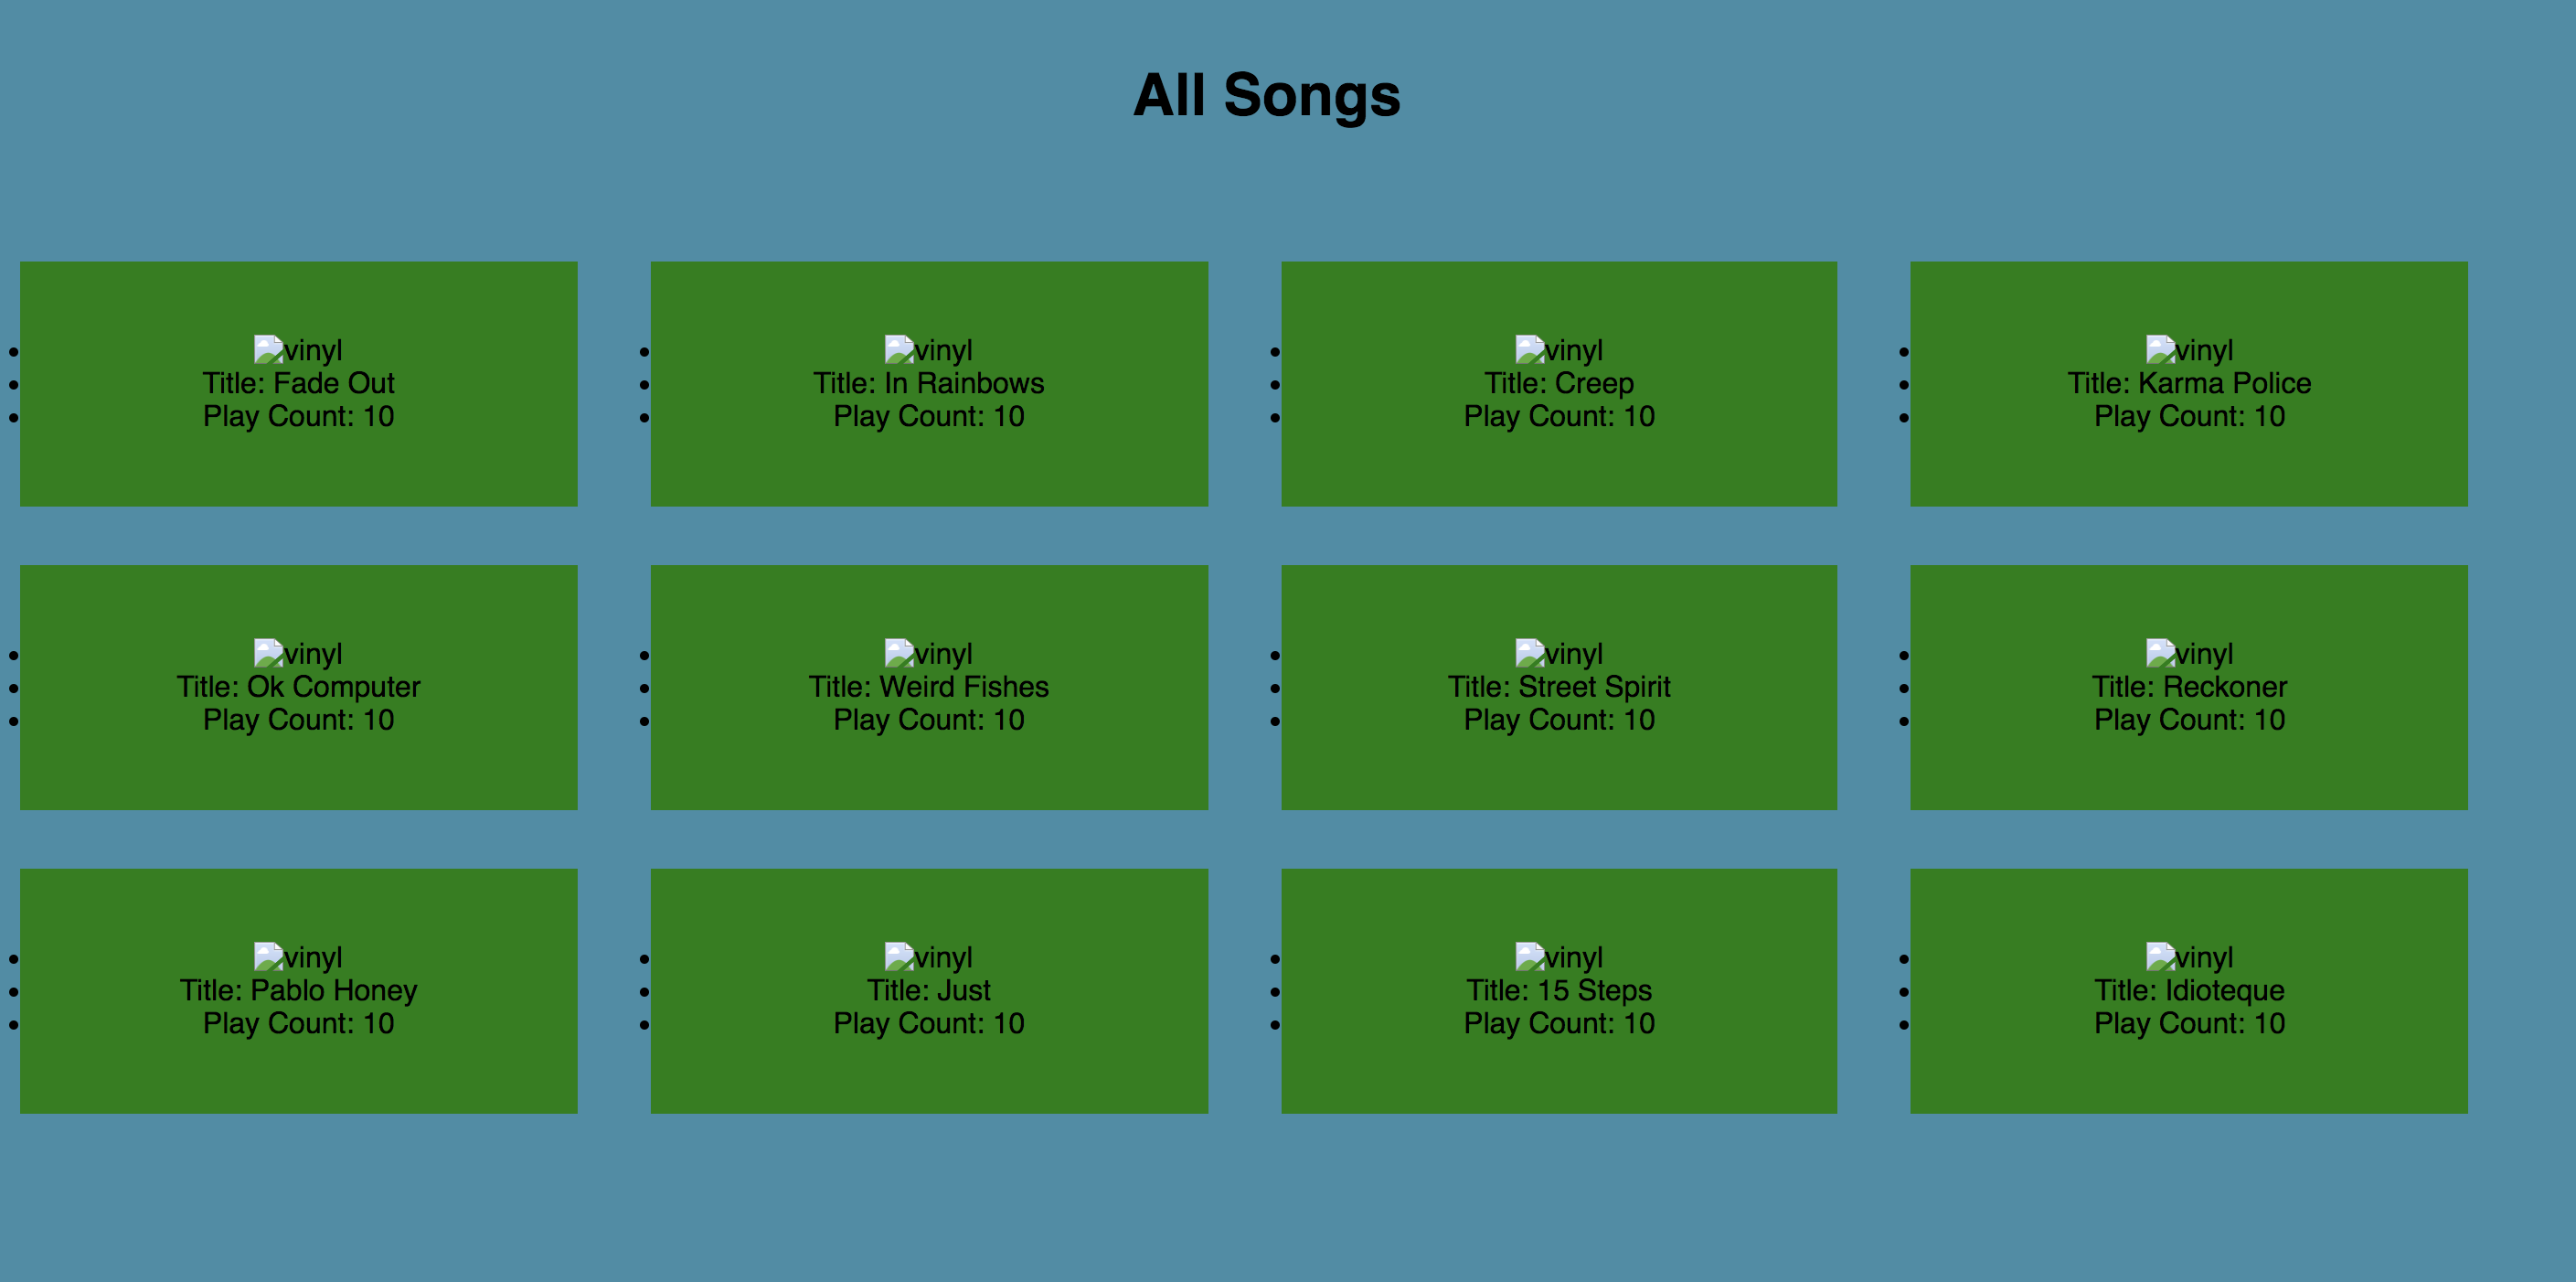 All Songs
vinyl
Title: Fade Out
Play Count: 10
vinyl
Title: In Rainbows
Play Count: 10
vinyl
Title: Creep
Play Count: 10
vinyl
Title: Karma Police
Play Count: 10
vinyl
Title: Ok Computer
Play Count: 10
vinyl
Title: Weird Fishes
Play Count: 10
vinyl
Title: Street Spirit
Play Count: 10
vinyl
Title: Reckoner
Play Count: 10
vinyl
Title: Pablo Honey
Play Count: 10
vinyl
Title: Just
Play Count: 10
vinyl
Title: 15 Steps
Play Count: 10
vinyl
Title: Idioteque
Play Count: 10